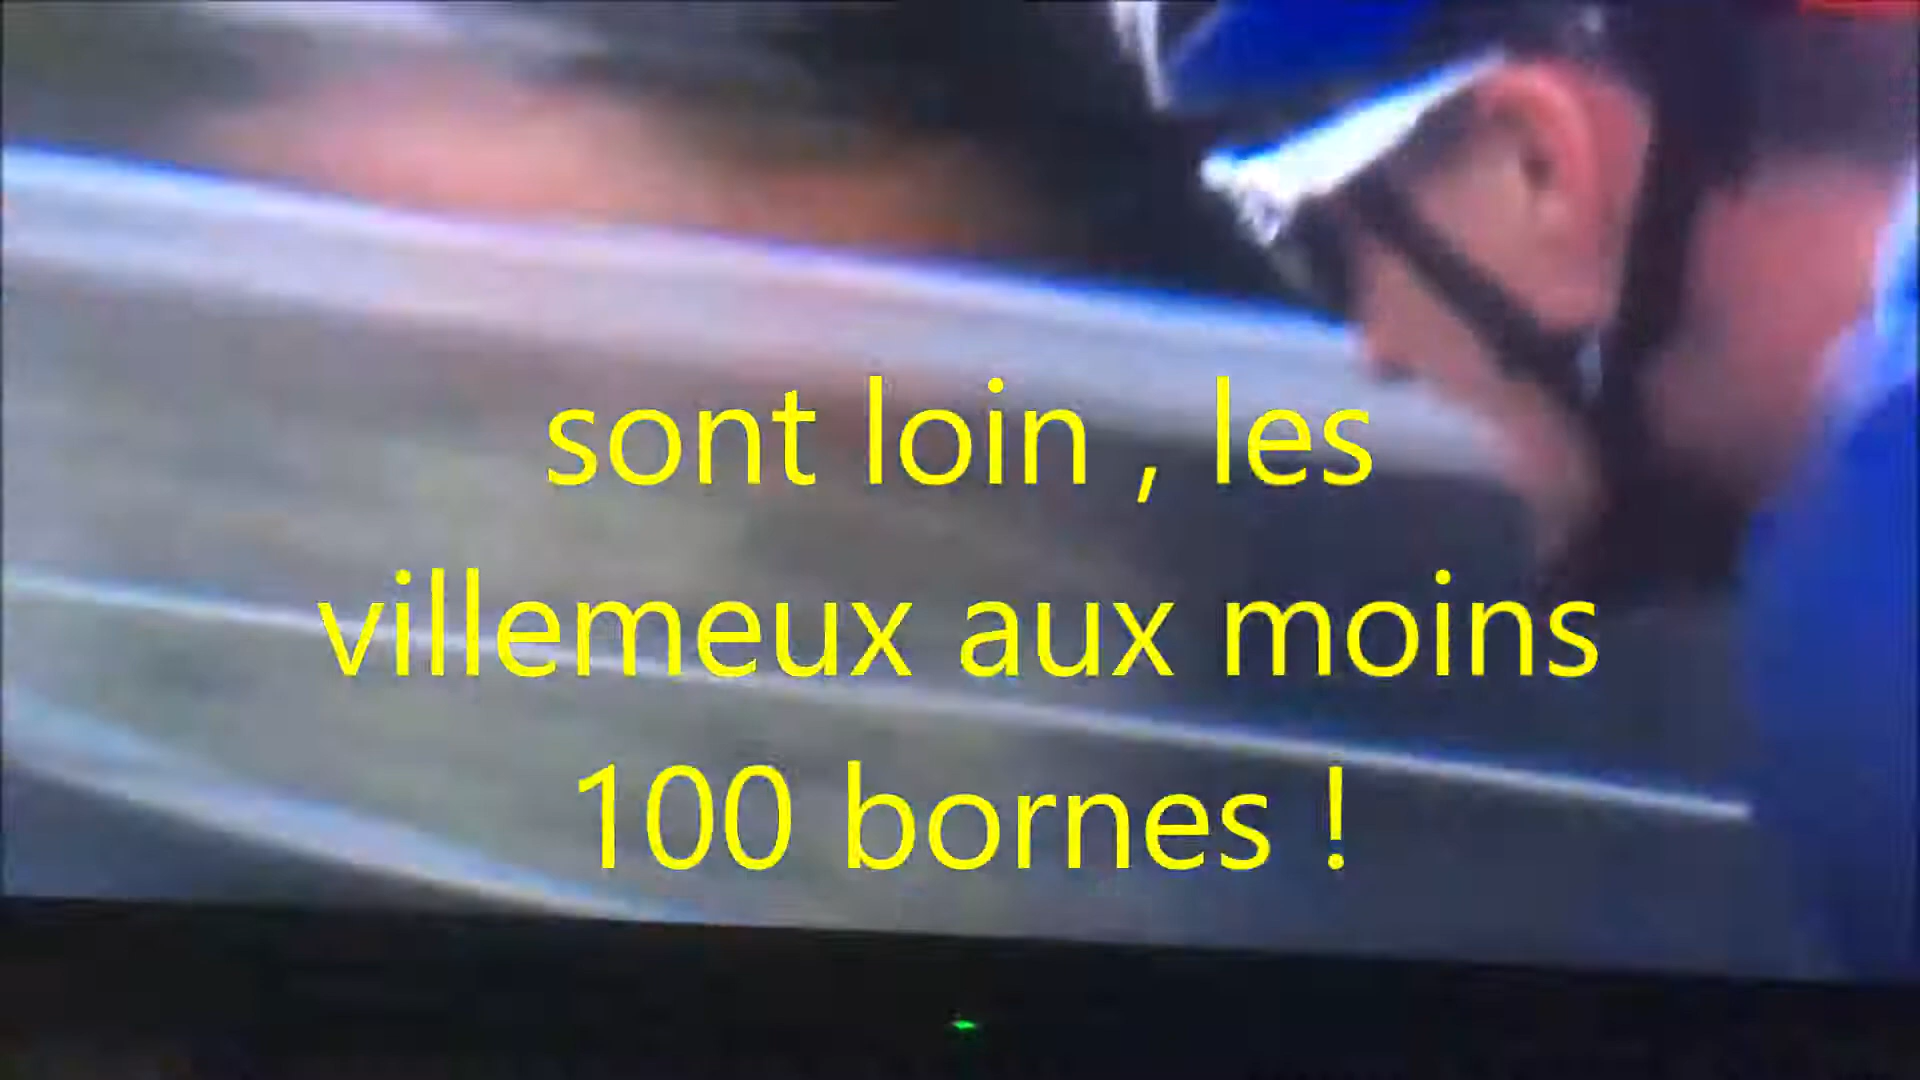 sont loin , les
villemeux aux moins
100 bornes !